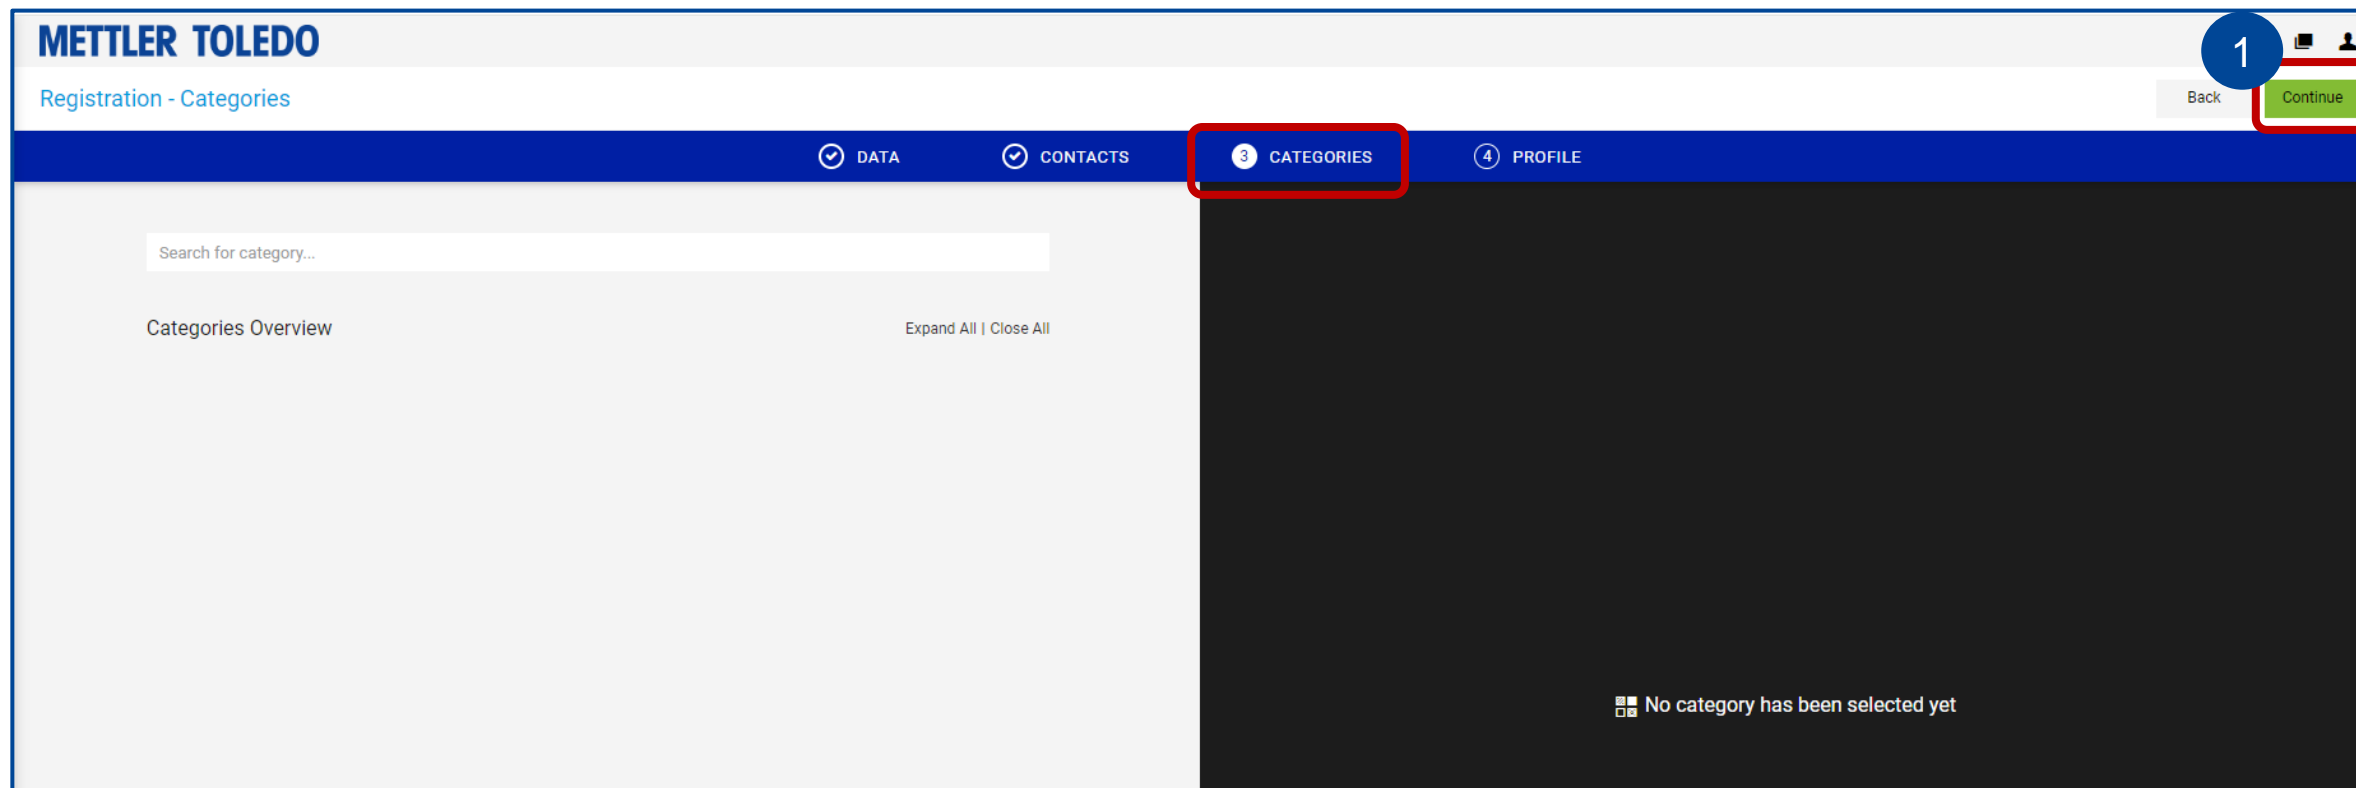 METTLER TOLEDO
1
Registration - Categories
Back
Continue
DATA
CONTACTS
3 CATEGORIES
4 PROFILE
Search for category...
Categories Overview
Expand All | Close All
No category has been selected yet